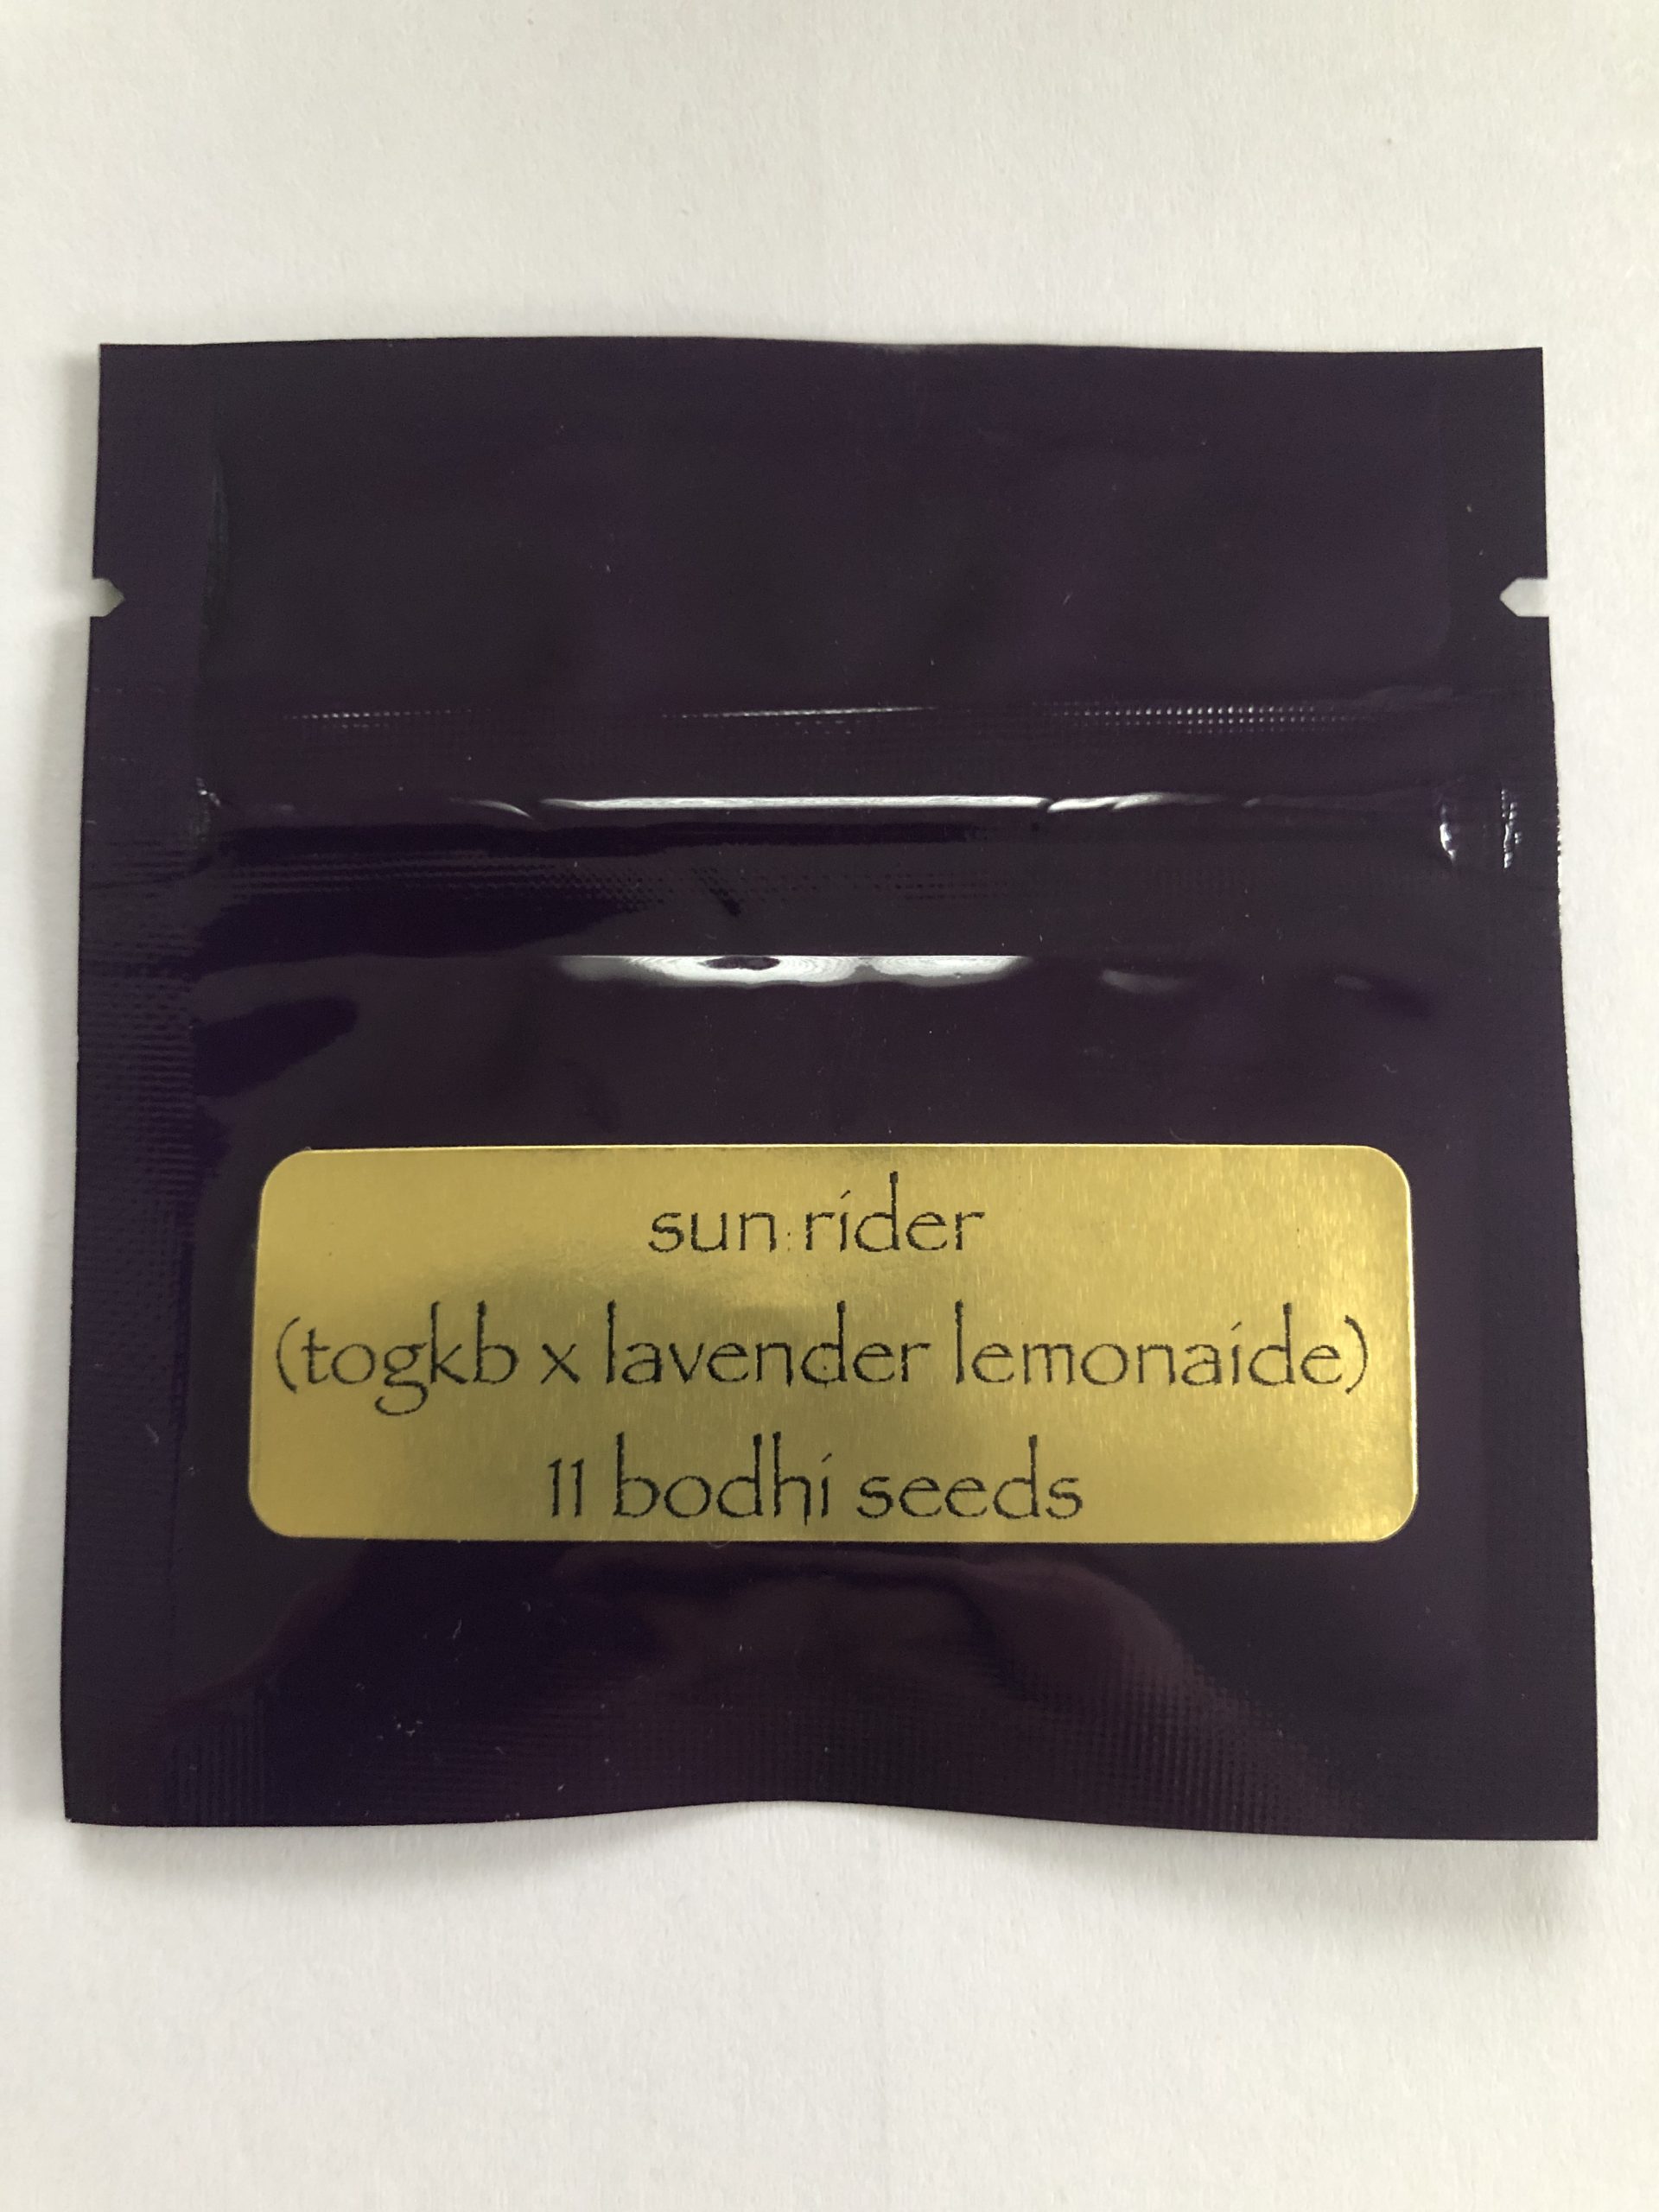 sun rider
(togkb x lavender lemonaide)
11 bodhi seeds